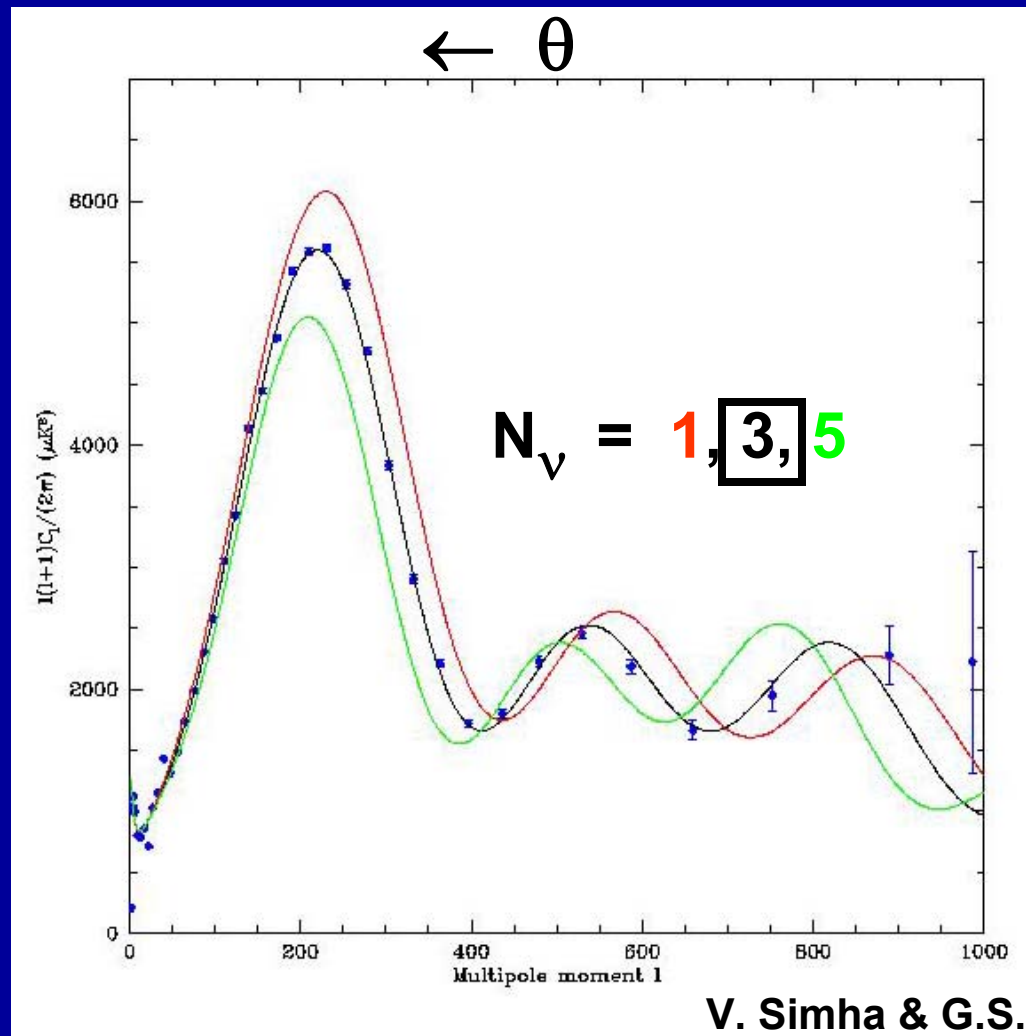 ← θ
6000
4000
2000
0
l(l+1)C_l/(2π) (μK²)
N_ν = 1, 3, 5
0 200 400 600 800 1000
Multipole moment l
V. Simha & G.S.